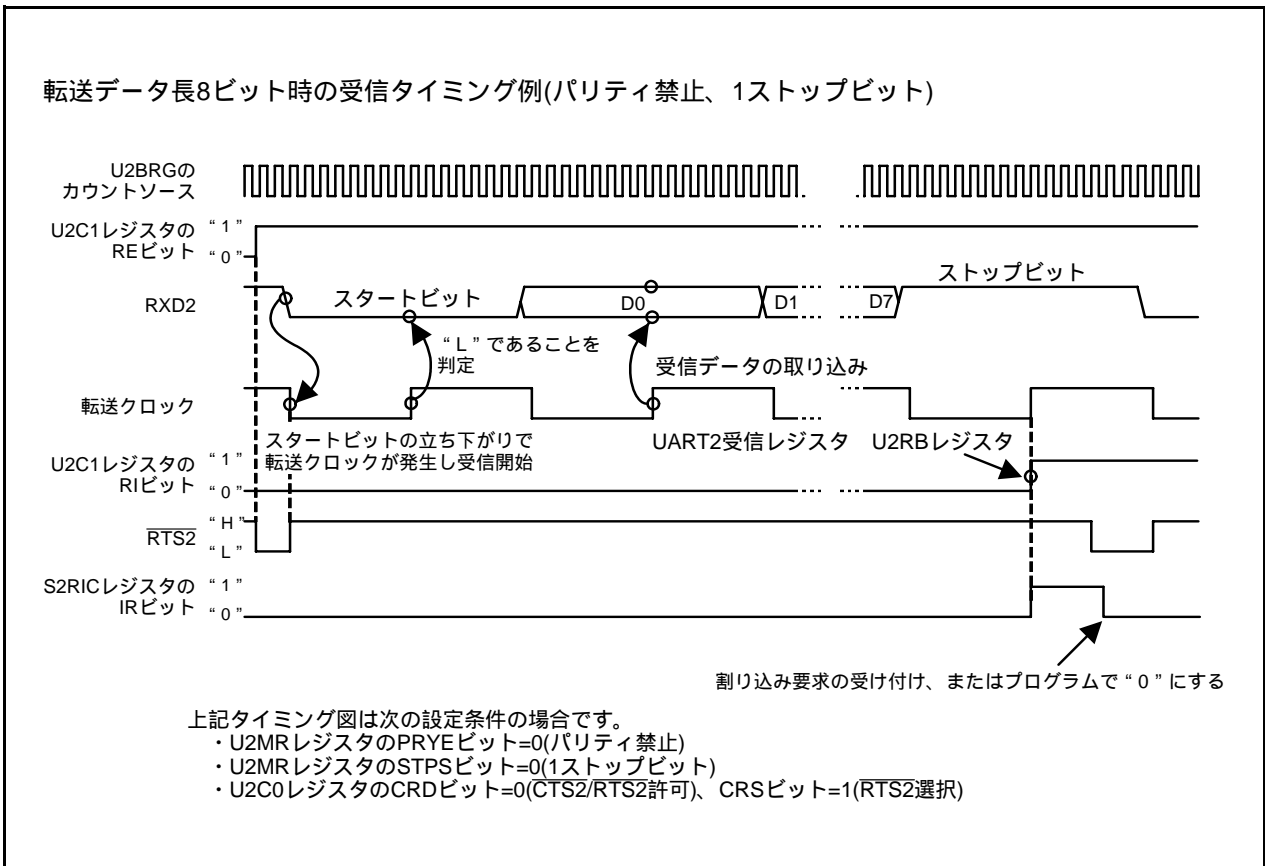 転送データ長8ビット時の受信タイミング例(パリティ禁止、1ストップビット)
U2BRGの
カウントソース
U2C1レジスタの
REビット
“1”
“0”
RXD2
スタートビット
D0
D1
D7
ストップビット
“L”であることを
判定
受信データの取り込み
転送クロック
スタートビットの立ち下がりで
転送クロックが発生し受信開始
UART2受信レジスタ
U2RBレジスタ
U2C1レジスタの
RIビット
“1”
“0”
RTS2
“H”
“L”
S2RICレジスタの
IRビット
“1”
“0”
割り込み要求の受け付け、またはプログラムで“0”にする
上記タイミング図は次の設定条件の場合です。
・U2MRレジスタのPRYEビット=0(パリティ禁止)
・U2MRレジスタのSTPSビット=0(1ストップビット)
・U2C0レジスタのCRDビット=0(CTS2/RTS2許可)、CRSビット=1(RTS2選択)